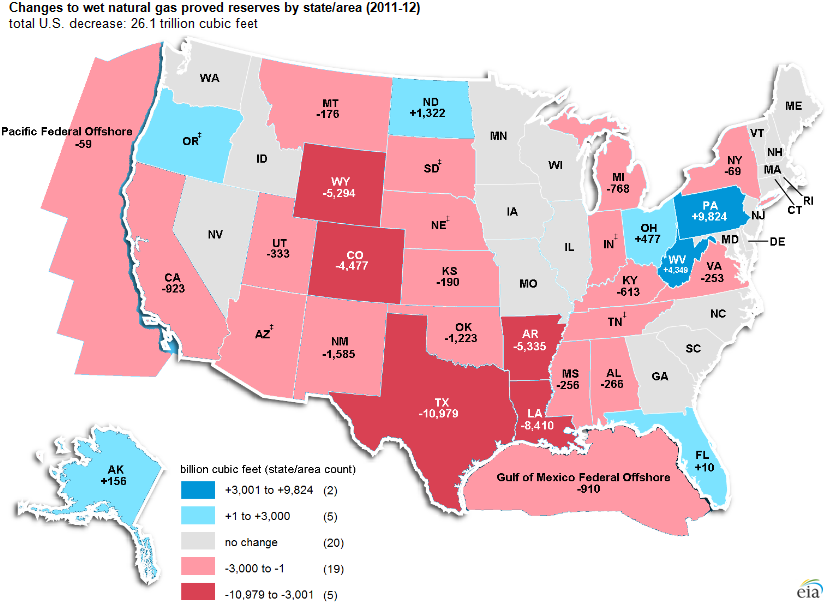 Changes to wet natural gas proved reserves by state/area (2011-12)
total U.S. decrease: 26.1 trillion cubic feet
WA
MT
-176
ND
+1,322
MN
ME
VT
NH
MA
RI
CT
Pacific Federal Offshore
-59
OR‡
ID
WY
-5,294
SD‡
WI
MI
-768
NY
-69
PA
+9,824
NJ
NV
UT
-333
CO
-4,477
NE‡
IA
IL
IN‡
OH
+477
WV
+4,349
MD
DE
VA
-253
CA
-923
KS
-190
MO
KY
-613
AZ‡
NM
-1,585
OK
-1,223
AR
-5,335
TN‡
NC
SC
TX
-10,979
LA
-8,410
MS
-256
AL
-266
GA
FL
+10
Gulf of Mexico Federal Offshore
-910
AK
+156
billion cubic feet (state/area count)
+3,001 to +9,824 (2)
+1 to +3,000 (5)
no change (20)
-3,000 to -1 (19)
-10,979 to -3,001 (5)
eia